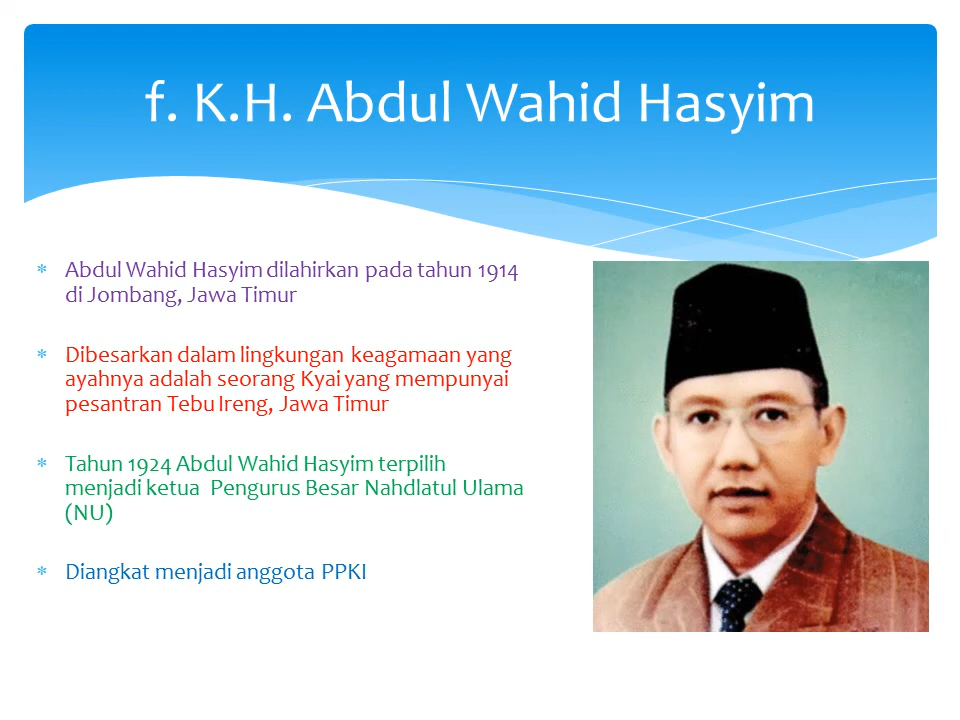 f. K.H. Abdul Wahid Hasyim
Abdul Wahid Hasyim dilahirkan pada tahun 1914
di Jombang, Jawa Timur
Dibesarkan dalam lingkungan keagamaan yang
ayahnya adalah seorang Kyai yang mempunyai
pesantran Tebu Ireng, Jawa Timur
Tahun 1924 Abdul Wahid Hasyim terpilih
menjadi ketua Pengurus Besar Nahdlatul Ulama
(NU)
Diangkat menjadi anggota PPKI